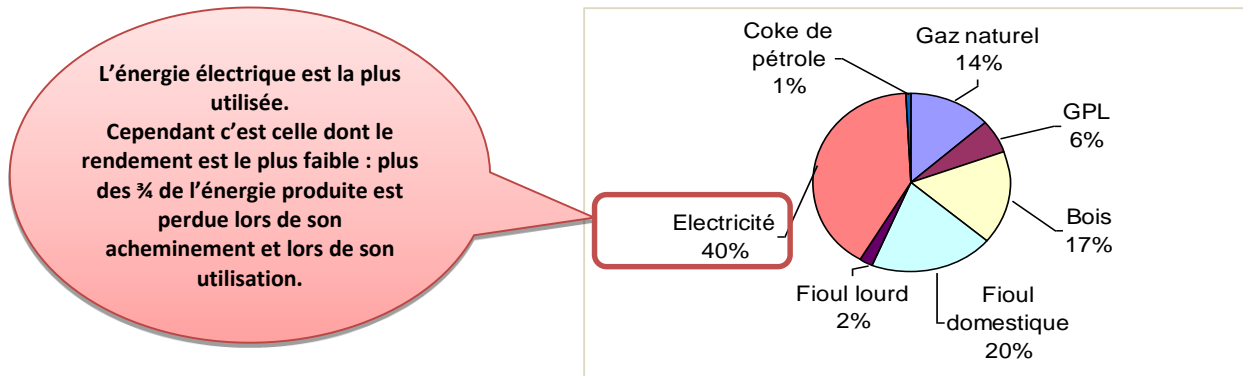 L'énergie électrique est la plus
utilisée.
Cependant c'est celle dont le
rendement est le plus faible : plus
des ¾ de l'énergie produite est
perdue lors de son
acheminement et lors de son
utilisation.
Coke de
pétrole
1%
Gaz naturel
14%
GPL
6%
Bois
17%
Fioul
domestique
20%
Fioul lourd
2%
Electricité
40%